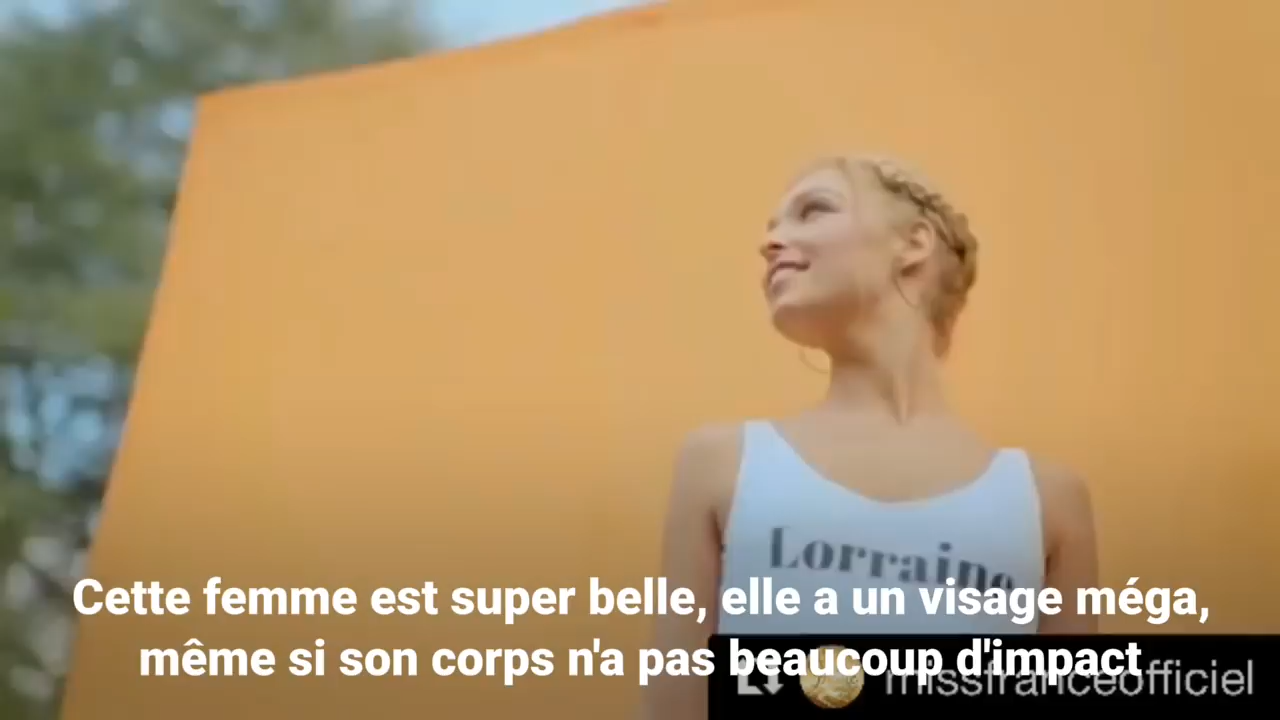 Lorraine
Cette femme est super belle, elle a un visage méga,
même si son corps n'a pas beaucoup d'impact
missfranceofficiel